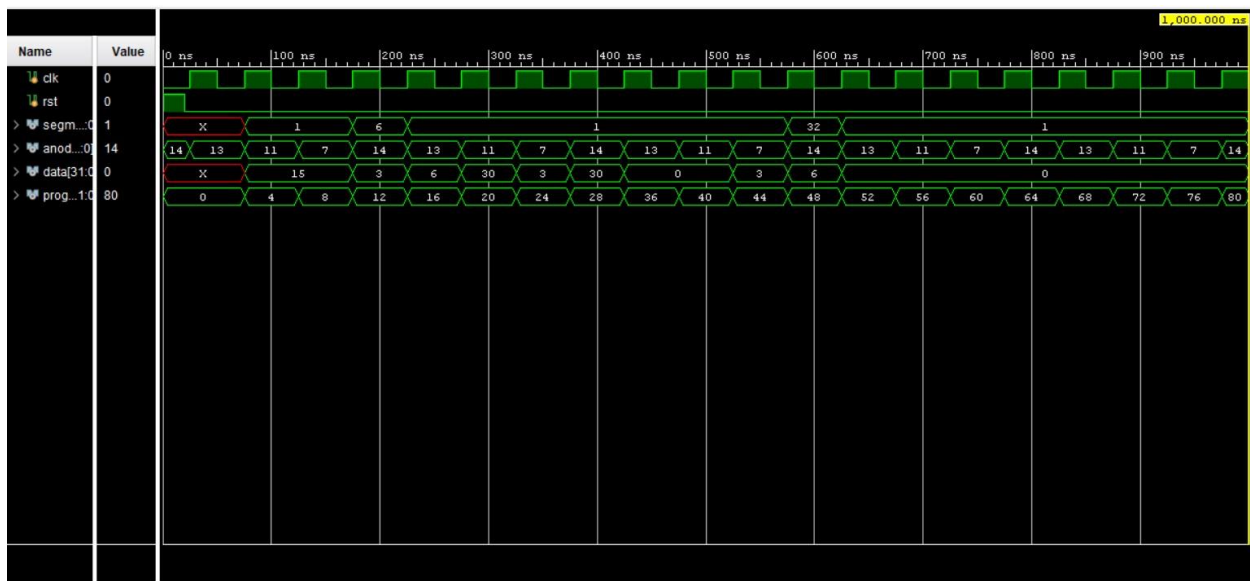 1,000.000 ns
Name Value 0 ns 100 ns 200 ns 300 ns 400 ns 500 ns 600 ns 700 ns 800 ns 900 ns
clk 0
rst 0
segm...:0 1 X 1 6 1 32 1
anod...:0] 14 14 13 11 7 14 13 11 7 14 13 11 7 14 13 11 7 14 13 11 7 14
data[31:0 0 X 15 3 6 30 3 30 0 3 6 0
prog...1:0 80 0 4 8 12 16 20 24 28 36 40 44 48 52 56 60 64 68 72 76 80